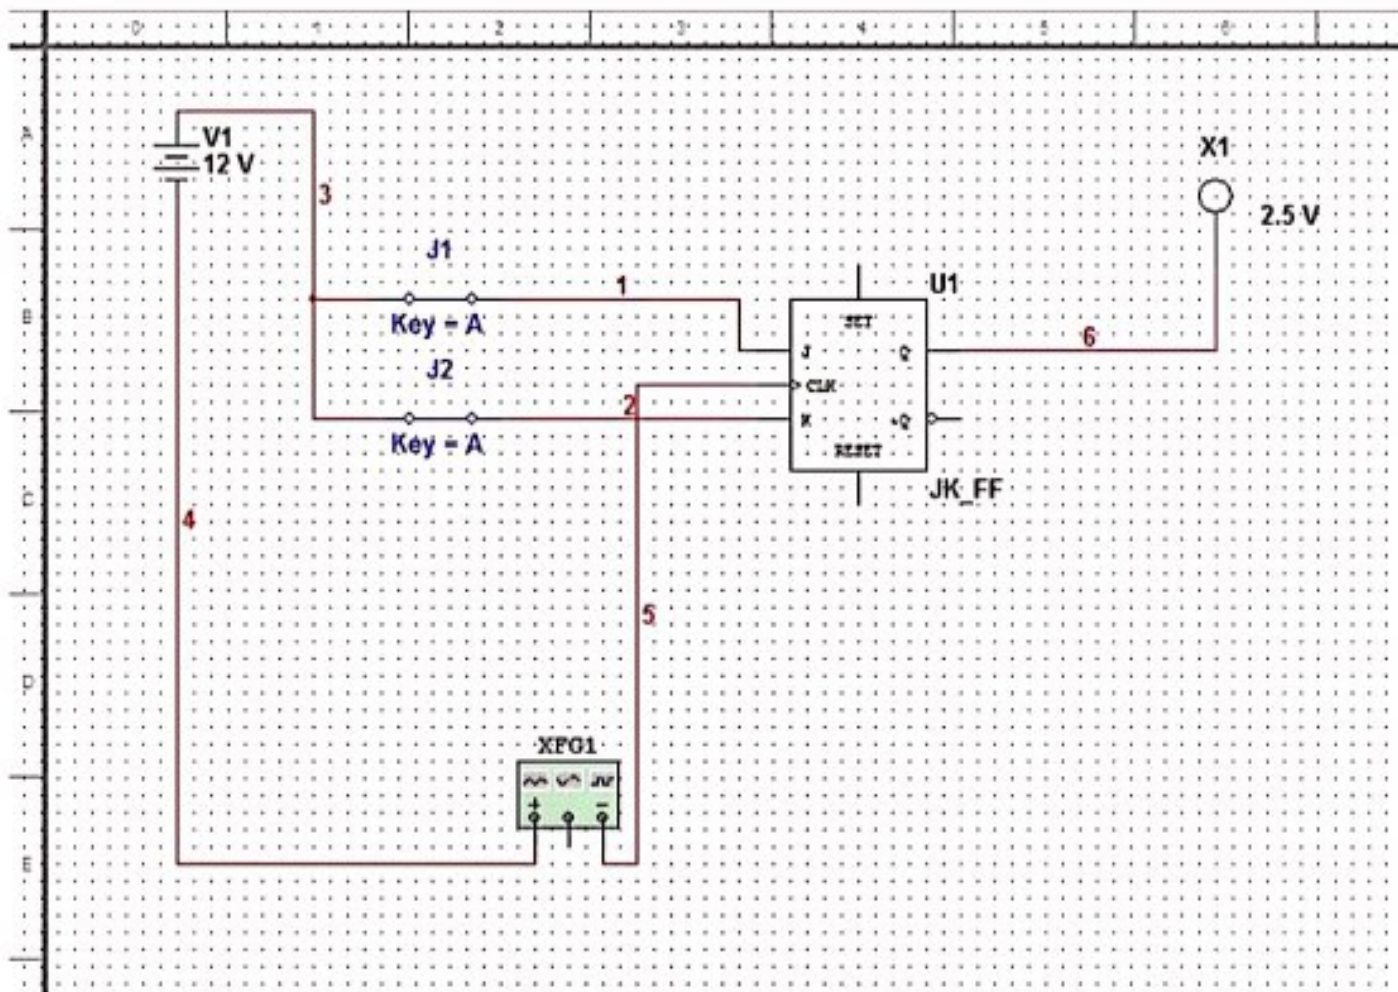 0 1 2 3 4 5 6
A
V1
12 V
X1
3
2.5 V
J1
1
U1
B
SET
Key = A
6
J Q
J2
CLK
2
K ~Q
Key = A
RESET
C
JK_FF
4
5
D
XFG1
+ −
E